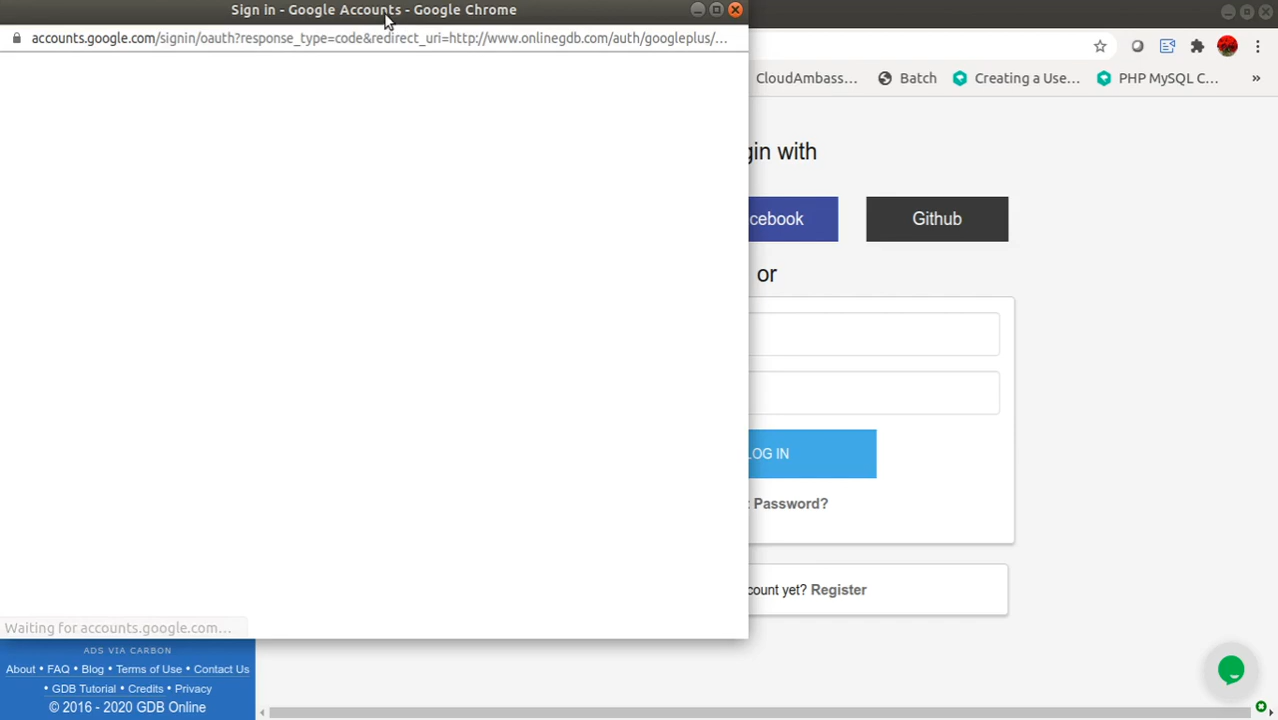 Sign in - Google Accounts - Google Chrome
accounts.google.com/signin/oauth?response_type=code&redirect_uri=http://www.onlinegdb.com/auth/googleplus/…
CloudAmbass… Batch Creating a Use… PHP MySQL C… »
gin with
cebook Github
or
LOG IN
Password?
count yet? Register
Waiting for accounts.google.com…
ADS VIA CARBON
About • FAQ • Blog • Terms of Use • Contact Us
• GDB Tutorial • Credits • Privacy
© 2016 - 2020 GDB Online